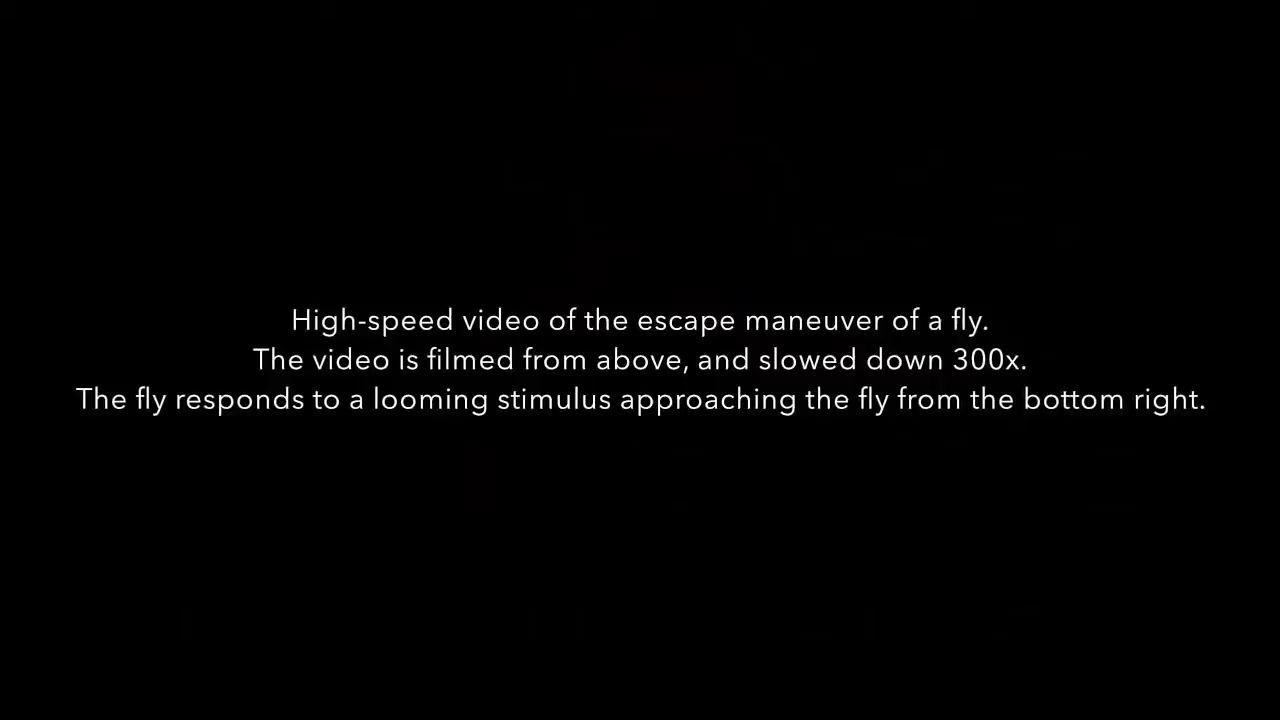 High-speed video of the escape maneuver of a fly.
The video is filmed from above, and slowed down 300x.
The fly responds to a looming stimulus approaching the fly from the bottom right.